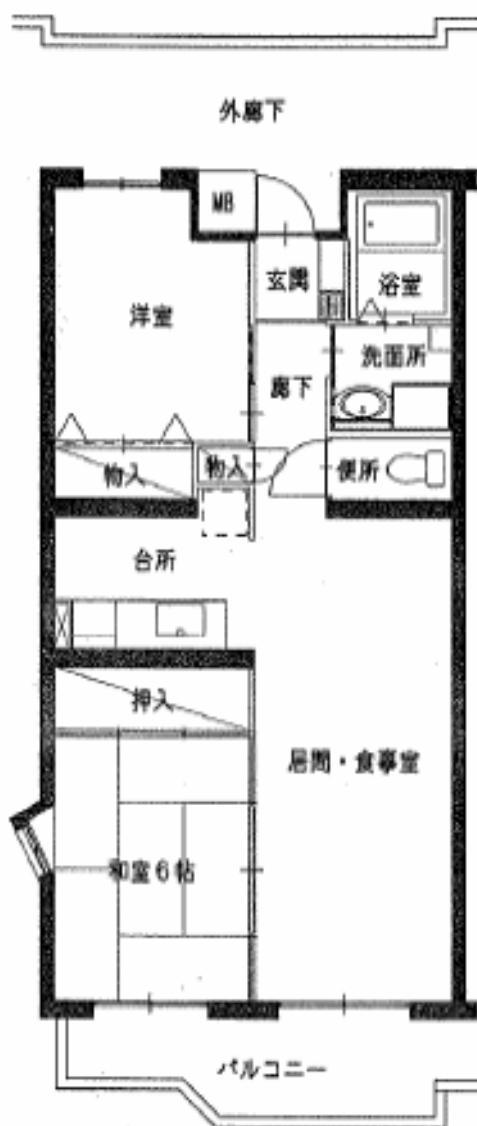 外廊下
MB
玄関
浴室
洋室
洗面所
廊下
物入
物入
便所
台所
押入
居間・食事室
和室6帖
バルコニー